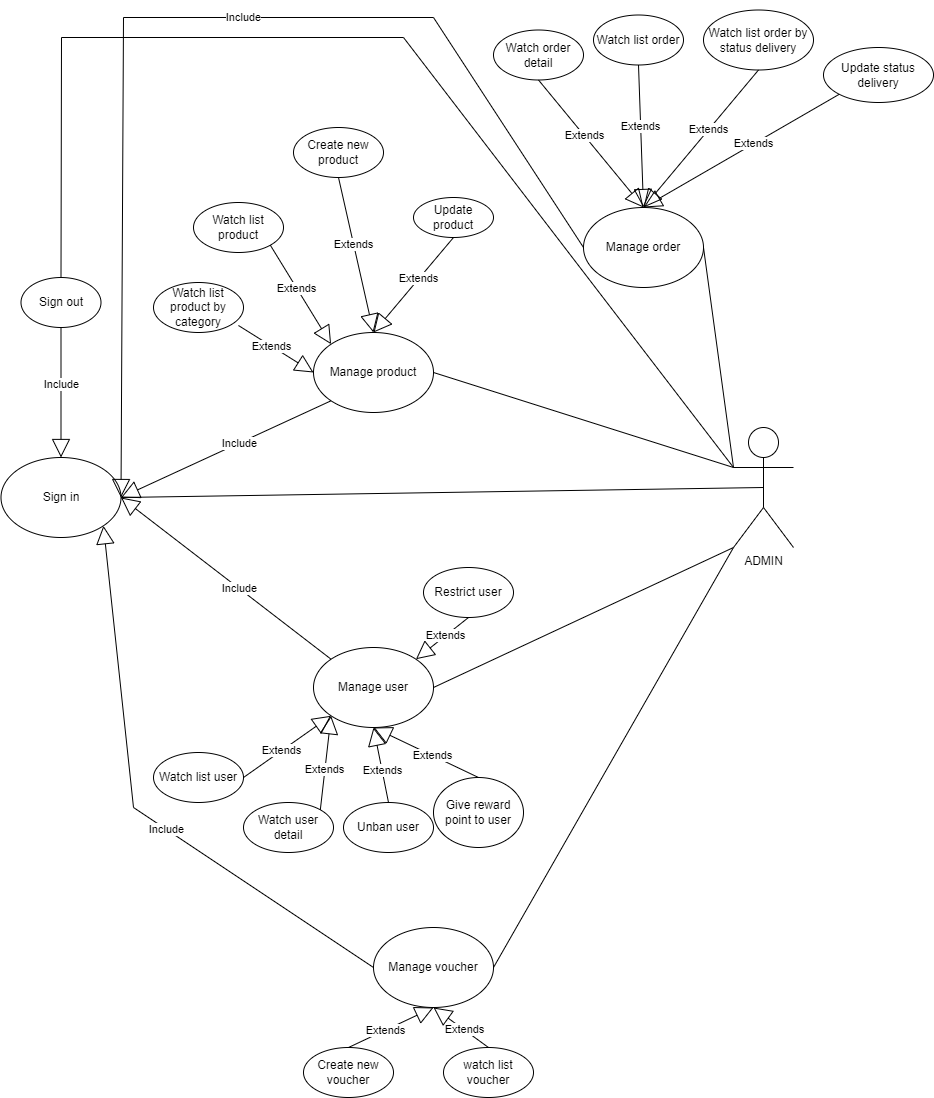 Include
Watch order
detail
Watch list order
Watch list order by
status delivery
Update status
delivery
Extends
Extends
Extends
Extends
Create new
product
Watch list
product
Update
product
Manage order
Extends
Extends
Extends
Sign out
Watch list
product by
category
Extends
Manage product
Include
Include
Sign in
ADMIN
Include
Restrict user
Extends
Manage user
Extends
Extends
Extends
Extends
Watch list user
Watch user
detail
Unban user
Give reward
point to user
Include
Manage voucher
Extends
Extends
Create new
voucher
watch list
voucher